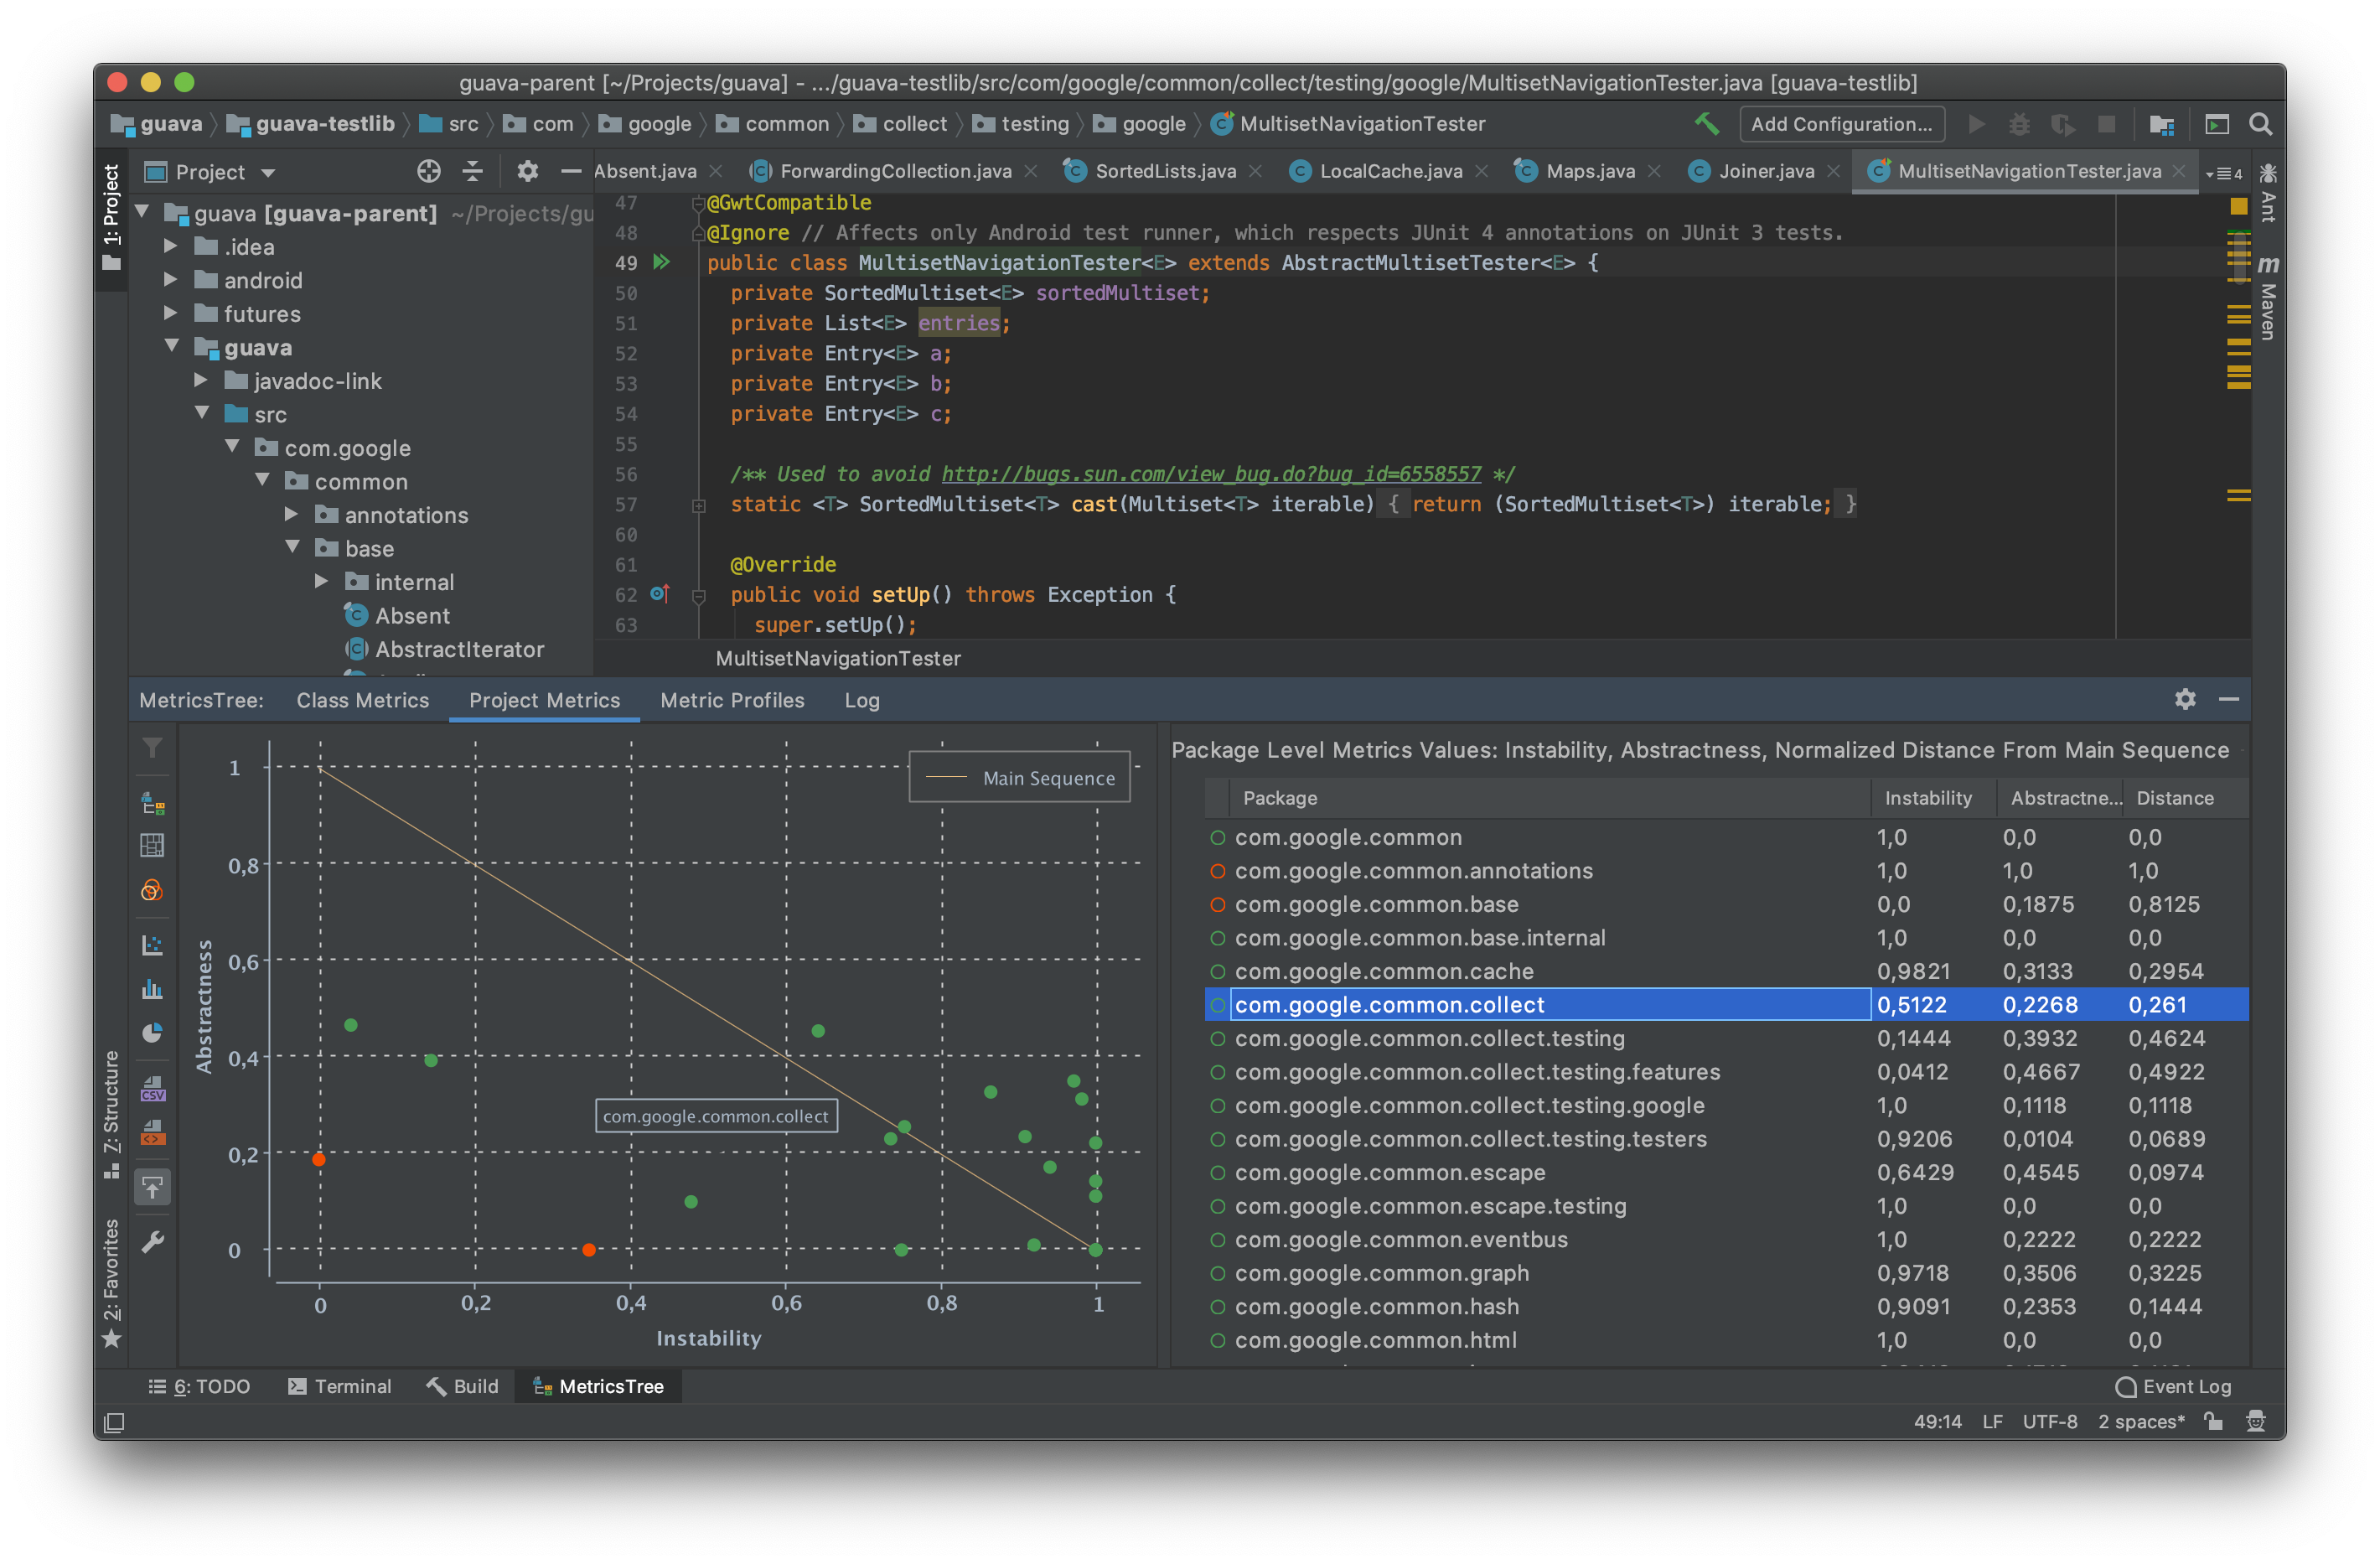 guava-parent [~/Projects/guava] - .../guava-testlib/src/com/google/common/collect/testing/google/MultisetNavigationTester.java [guava-testlib]
guava guava-testlib src com google common collect testing google MultisetNavigationTester Add Configuration...
1: Project
Project
Absent.java ForwardingCollection.java SortedLists.java LocalCache.java Maps.java Joiner.java MultisetNavigationTester.java 4
Ant
Maven
guava [guava-parent] ~/Projects/gu
.idea
android
futures
guava
javadoc-link
src
com.google
common
annotations
base
internal
Absent
AbstractIterator
47 @GwtCompatible
48 @Ignore // Affects only Android test runner, which respects JUnit 4 annotations on JUnit 3 tests.
49 public class MultisetNavigationTester<E> extends AbstractMultisetTester<E> {
50 private SortedMultiset<E> sortedMultiset;
51 private List<E> entries;
52 private Entry<E> a;
53 private Entry<E> b;
54 private Entry<E> c;
55
56 /** Used to avoid http://bugs.sun.com/view_bug.do?bug_id=6558557 */
57 static <T> SortedMultiset<T> cast(Multiset<T> iterable) { return (SortedMultiset<T>) iterable; }
60
61 @Override
62 public void setUp() throws Exception {
63 super.setUp();
MultisetNavigationTester
MetricsTree: Class Metrics Project Metrics Metric Profiles Log
CSV
7: Structure
2: Favorites
Abstractness
1
0,8
0,6
0,4
0,2
0
Main Sequence
com.google.common.collect
0 0,2 0,4 0,6 0,8 1
Instability
Package Level Metrics Values: Instability, Abstractness, Normalized Distance From Main Sequence
Package Instability Abstractne... Distance
com.google.common 1,0 0,0 0,0
com.google.common.annotations 1,0 1,0 1,0
com.google.common.base 0,0 0,1875 0,8125
com.google.common.base.internal 1,0 0,0 0,0
com.google.common.cache 0,9821 0,3133 0,2954
com.google.common.collect 0,5122 0,2268 0,261
com.google.common.collect.testing 0,1444 0,3932 0,4624
com.google.common.collect.testing.features 0,0412 0,4667 0,4922
com.google.common.collect.testing.google 1,0 0,1118 0,1118
com.google.common.collect.testing.testers 0,9206 0,0104 0,0689
com.google.common.escape 0,6429 0,4545 0,0974
com.google.common.escape.testing 1,0 0,0 0,0
com.google.common.eventbus 1,0 0,2222 0,2222
com.google.common.graph 0,9718 0,3506 0,3225
com.google.common.hash 0,9091 0,2353 0,1444
com.google.common.html 1,0 0,0 0,0
6: TODO Terminal Build MetricsTree Event Log
49:14 LF UTF-8 2 spaces*